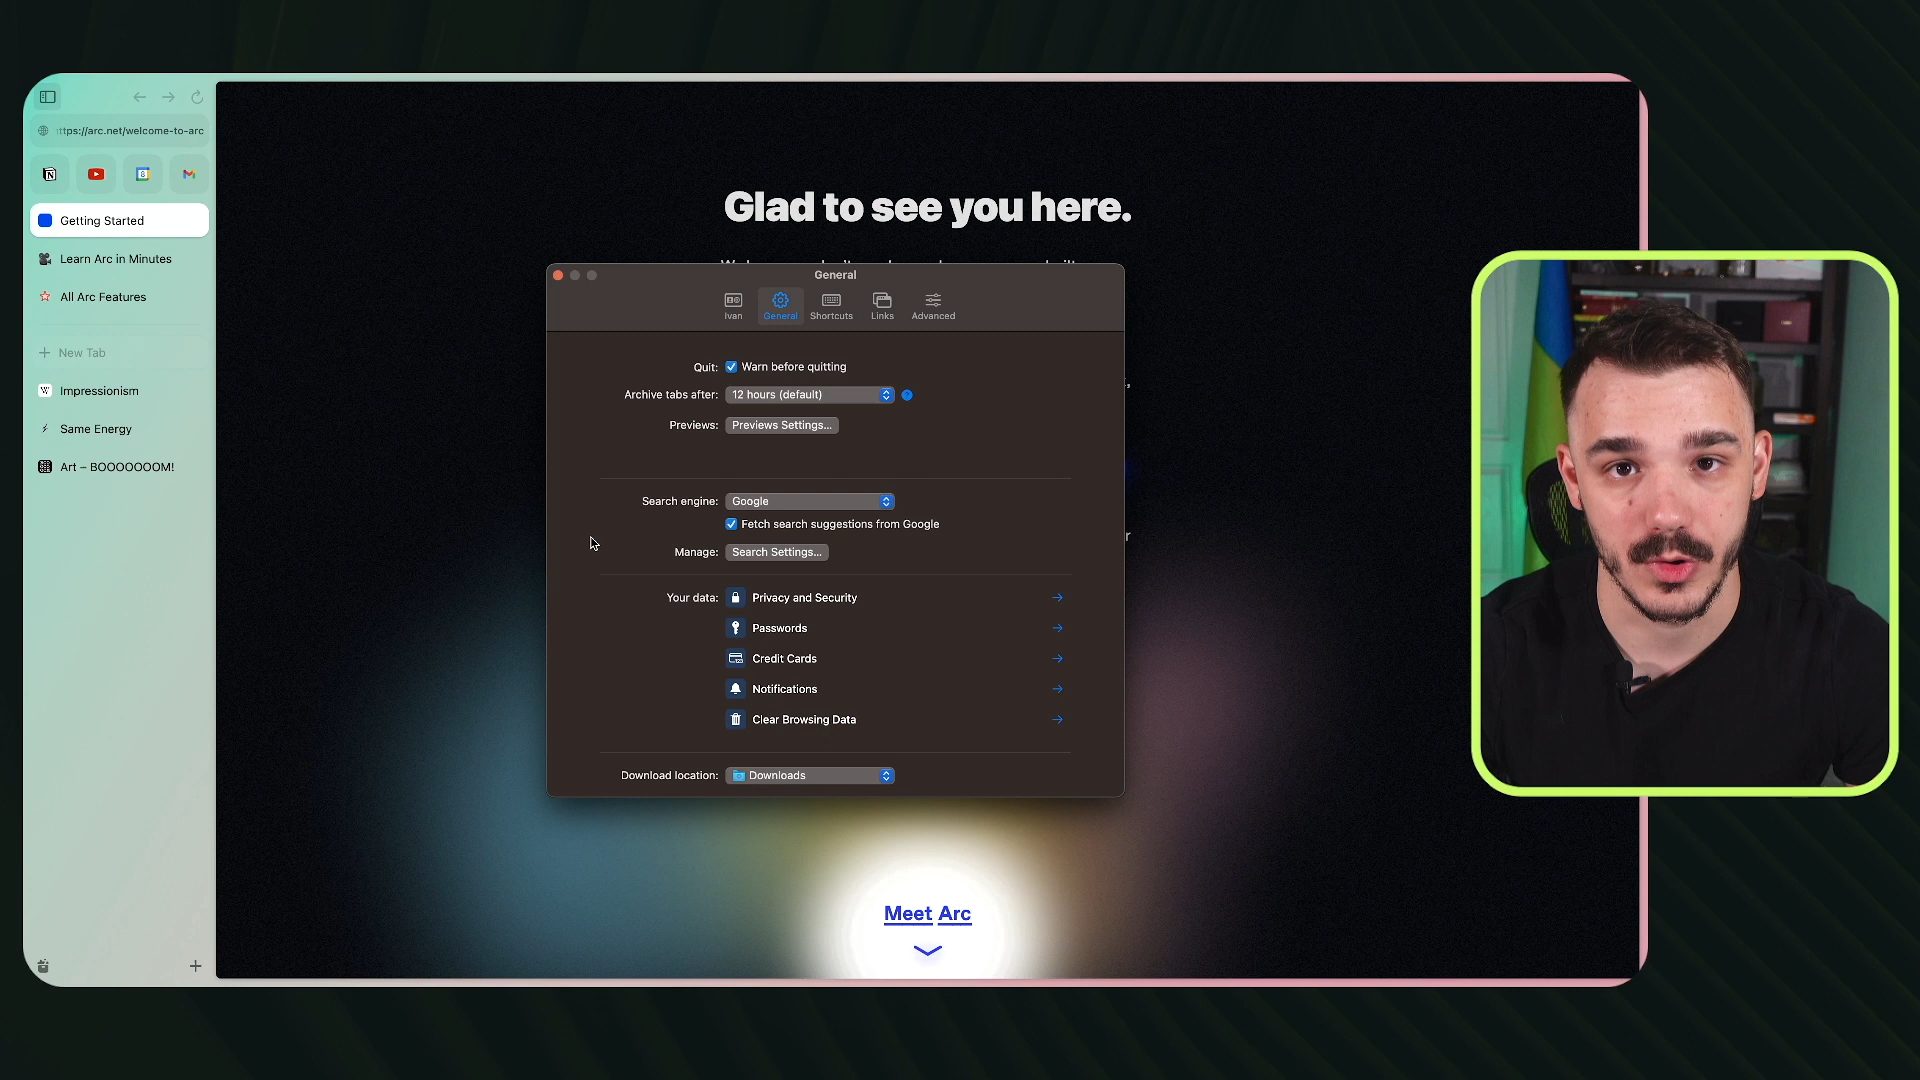 ttps://arc.net/welcome-to-arc
Getting Started
Learn Arc in Minutes
All Arc Features
New Tab
Impressionism
Same Energy
Art – BOOOOOOOM!
Glad to see you here.
General
Ivan
General
Shortcuts
Links
Advanced
Quit: Warn before quitting
Archive tabs after: 12 hours (default)
Previews: Previews Settings...
Search engine: Google
Fetch search suggestions from Google
Manage: Search Settings...
Your data: Privacy and Security
Passwords
Credit Cards
Notifications
Clear Browsing Data
Download location: Downloads
Meet Arc